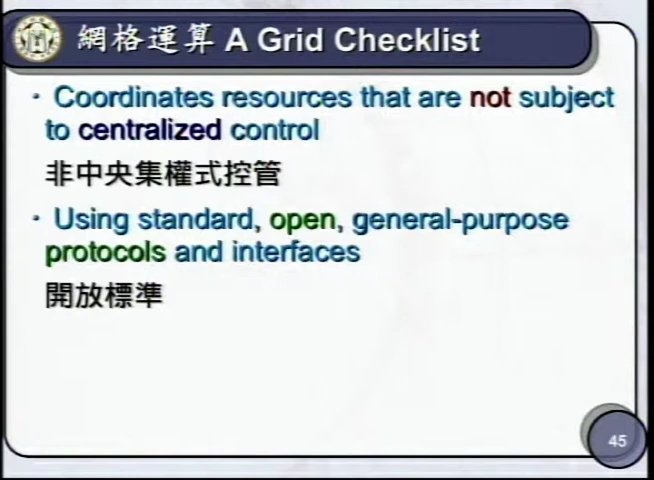 網格運算 A Grid Checklist
· Coordinates resources that are not subject
to centralized control
非中央集權式控管
· Using standard, open, general-purpose
protocols and interfaces
開放標準
45